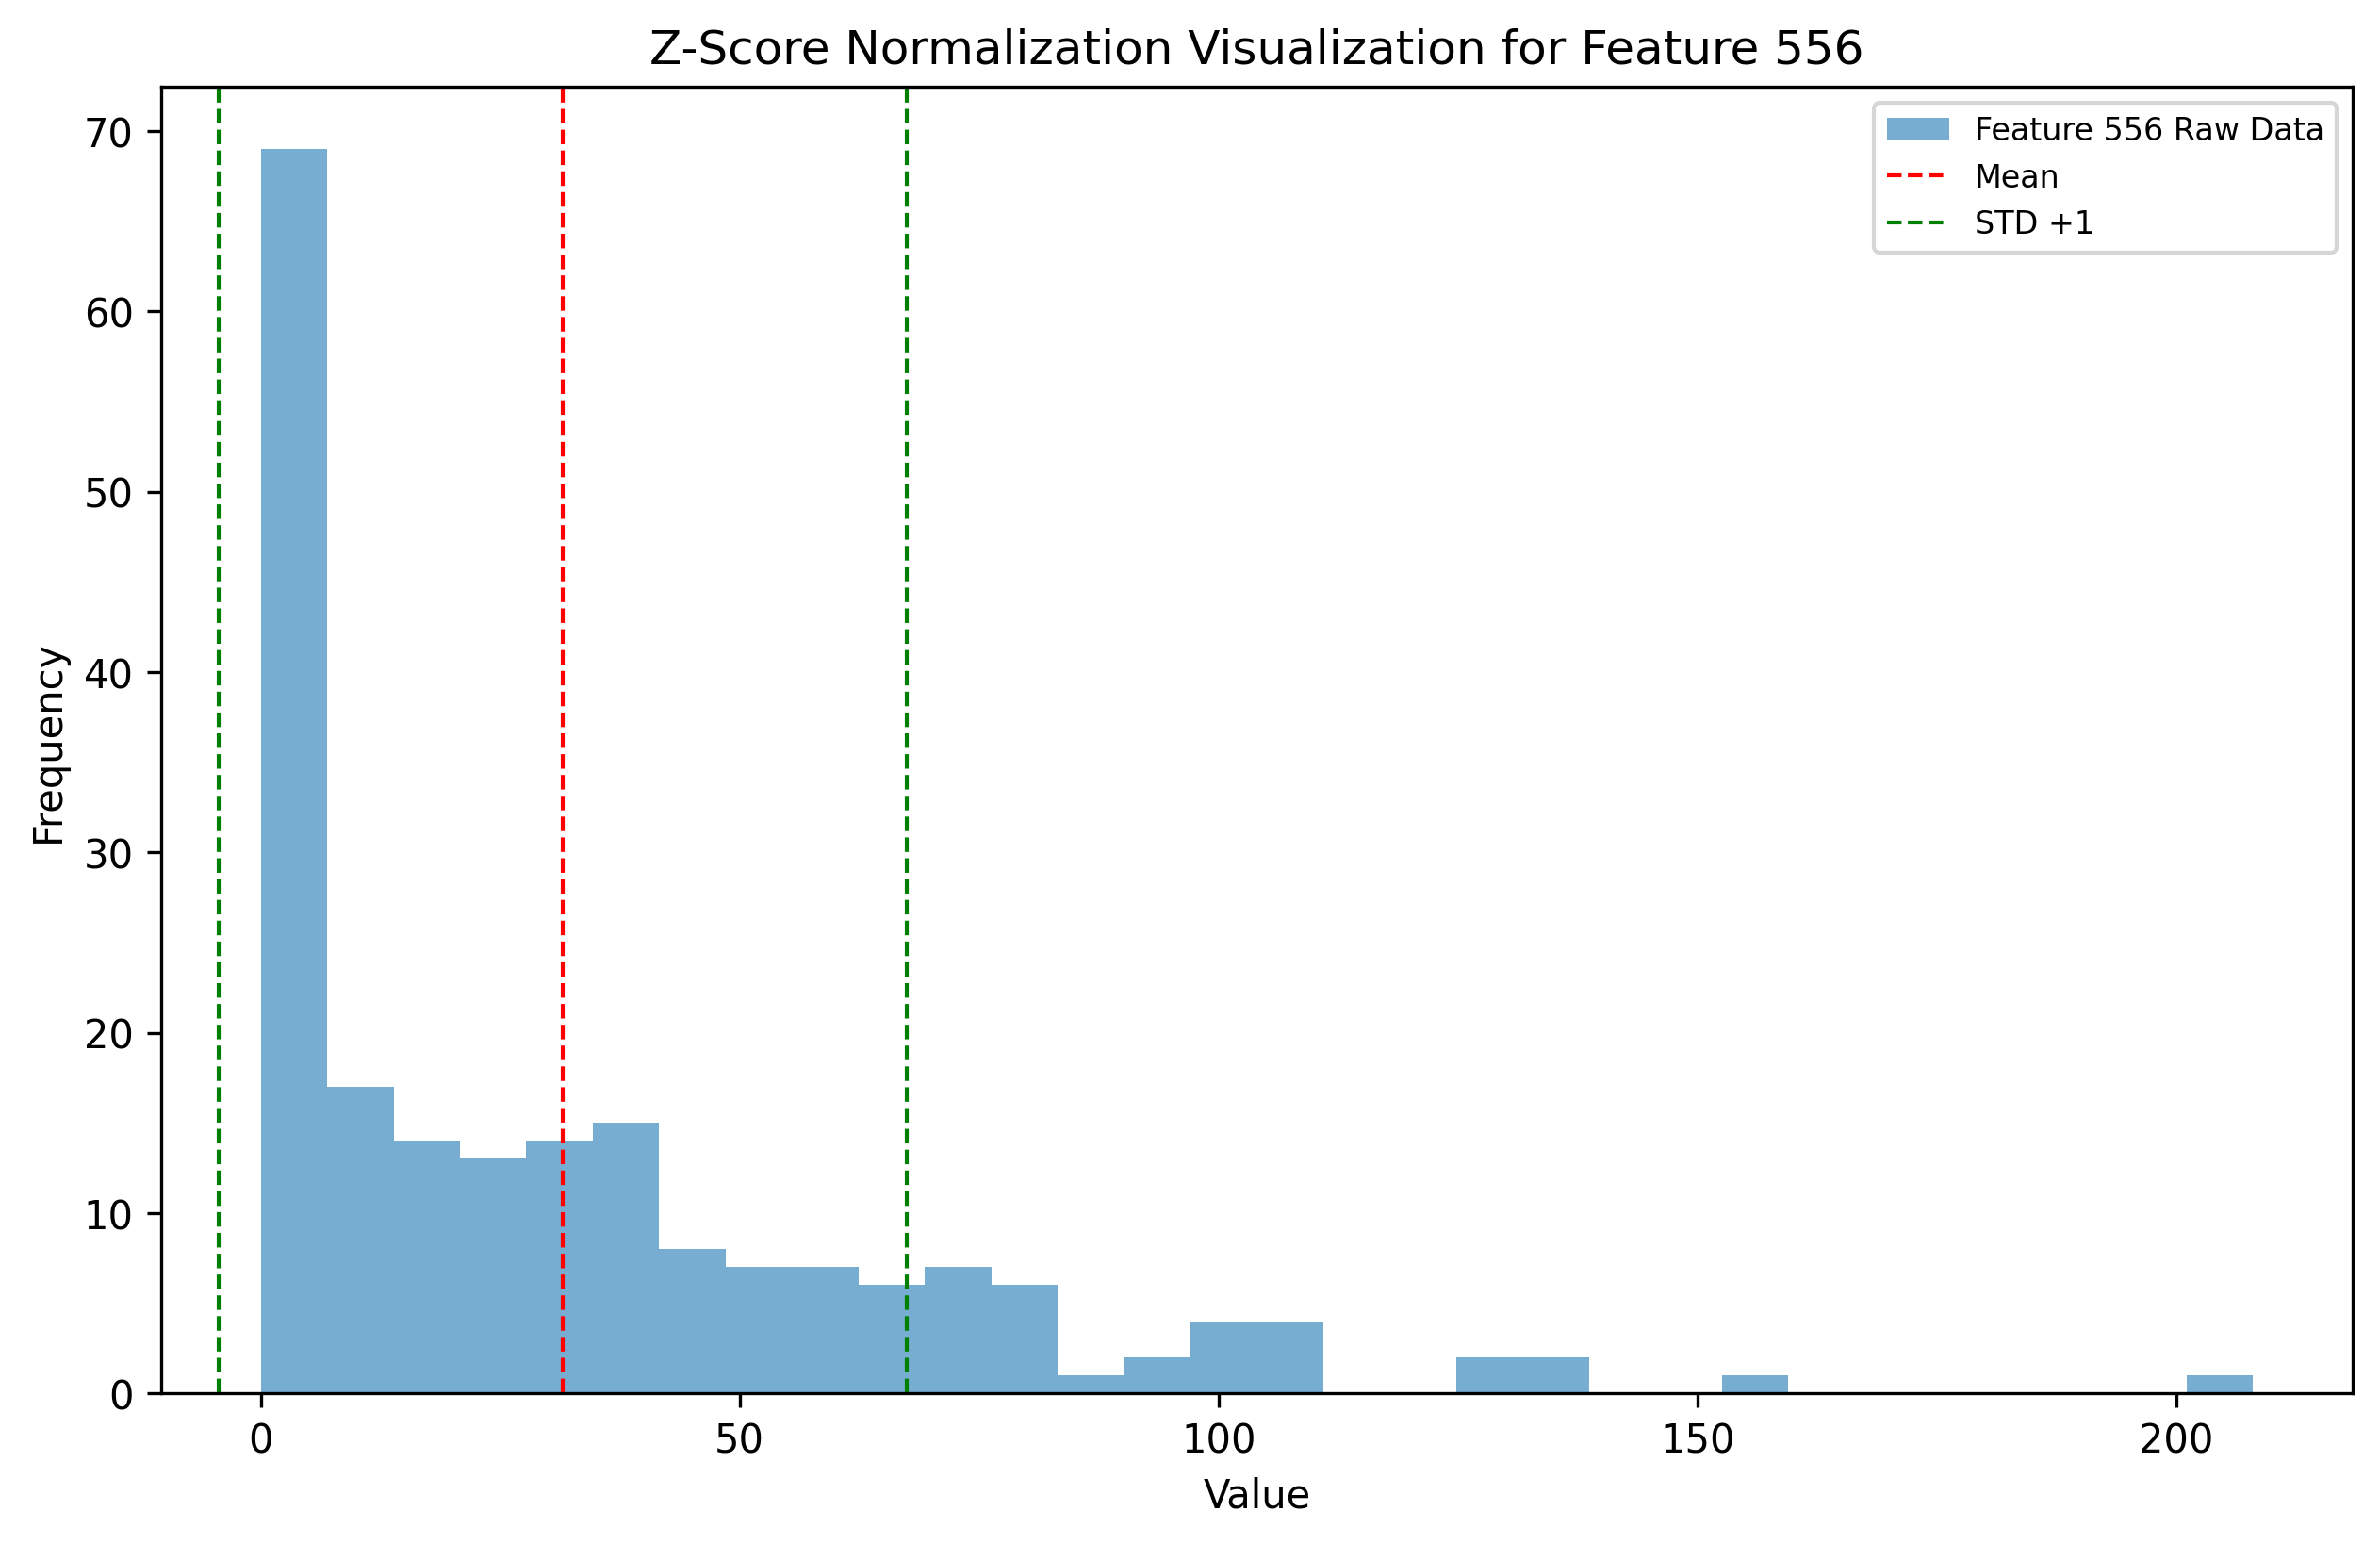 Z-Score Normalization Visualization for Feature 556
Feature 556 Raw Data
Mean
STD +1
Frequency
70
60
50
40
30
20
10
0
0 50 100 150 200
Value